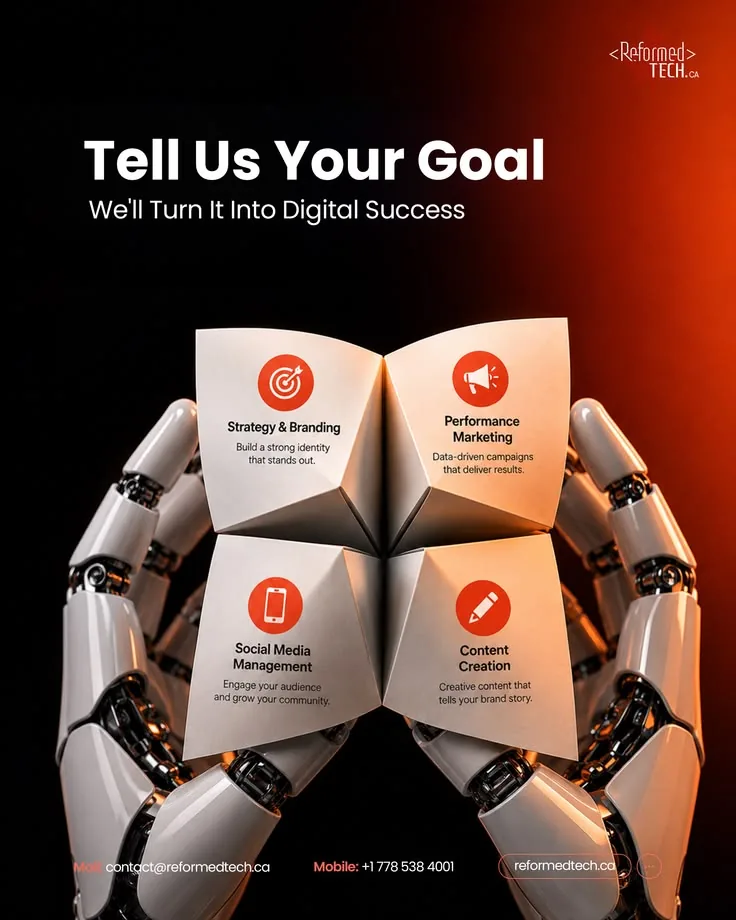 <Reformed>
TECH.CA
Tell Us Your Goal
We'll Turn It Into Digital Success
Strategy & Branding
Build a strong identity
that stands out.
Performance
Marketing
Data-driven campaigns
that deliver results.
Social Media
Management
Engage your audience
and grow your community.
Content
Creation
Creative content that
tells your brand story.
Mail: contact@reformedtech.ca
Mobile: +1 778 538 4001
reformedtech.ca